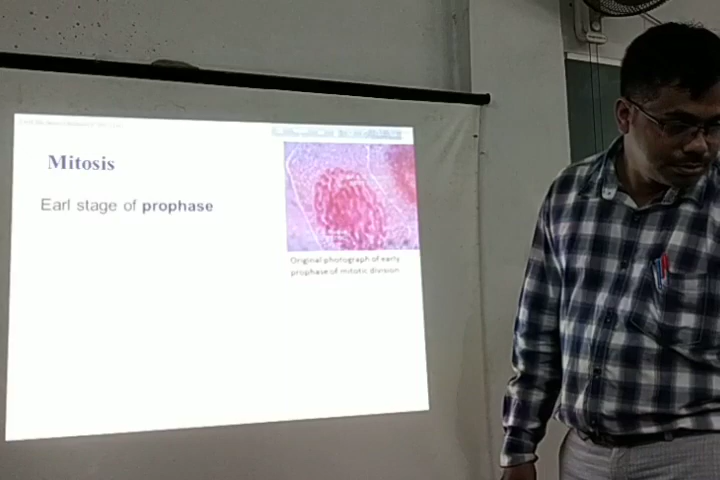 Mitosis
Earl stage of prophase
Original photograph of early
prophase of mitotic division